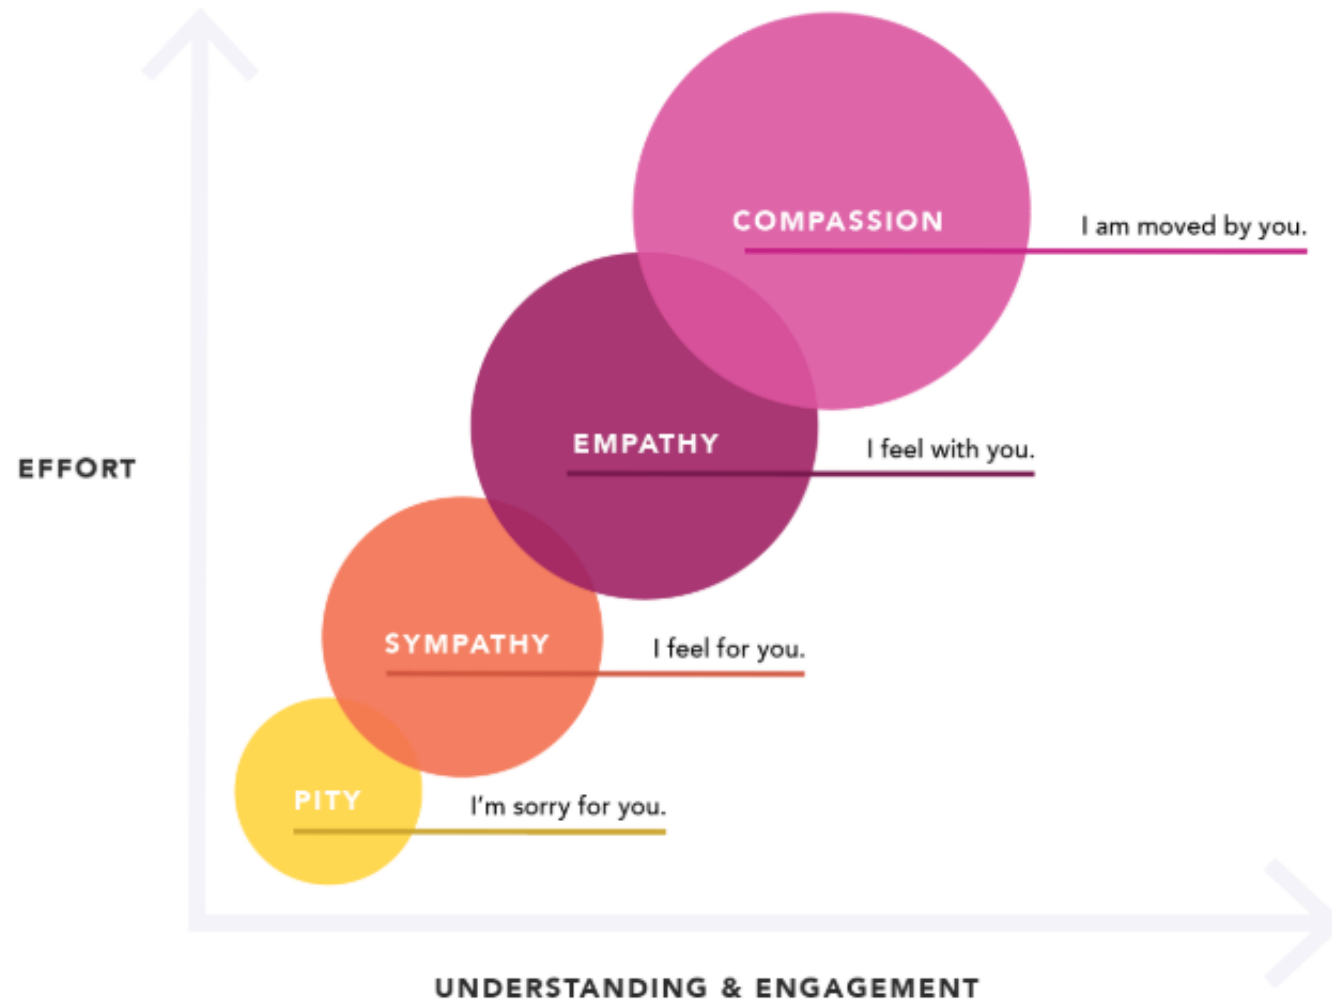 COMPASSION
I am moved by you.
EMPATHY
I feel with you.
EFFORT
SYMPATHY
I feel for you.
PITY
I'm sorry for you.
UNDERSTANDING & ENGAGEMENT